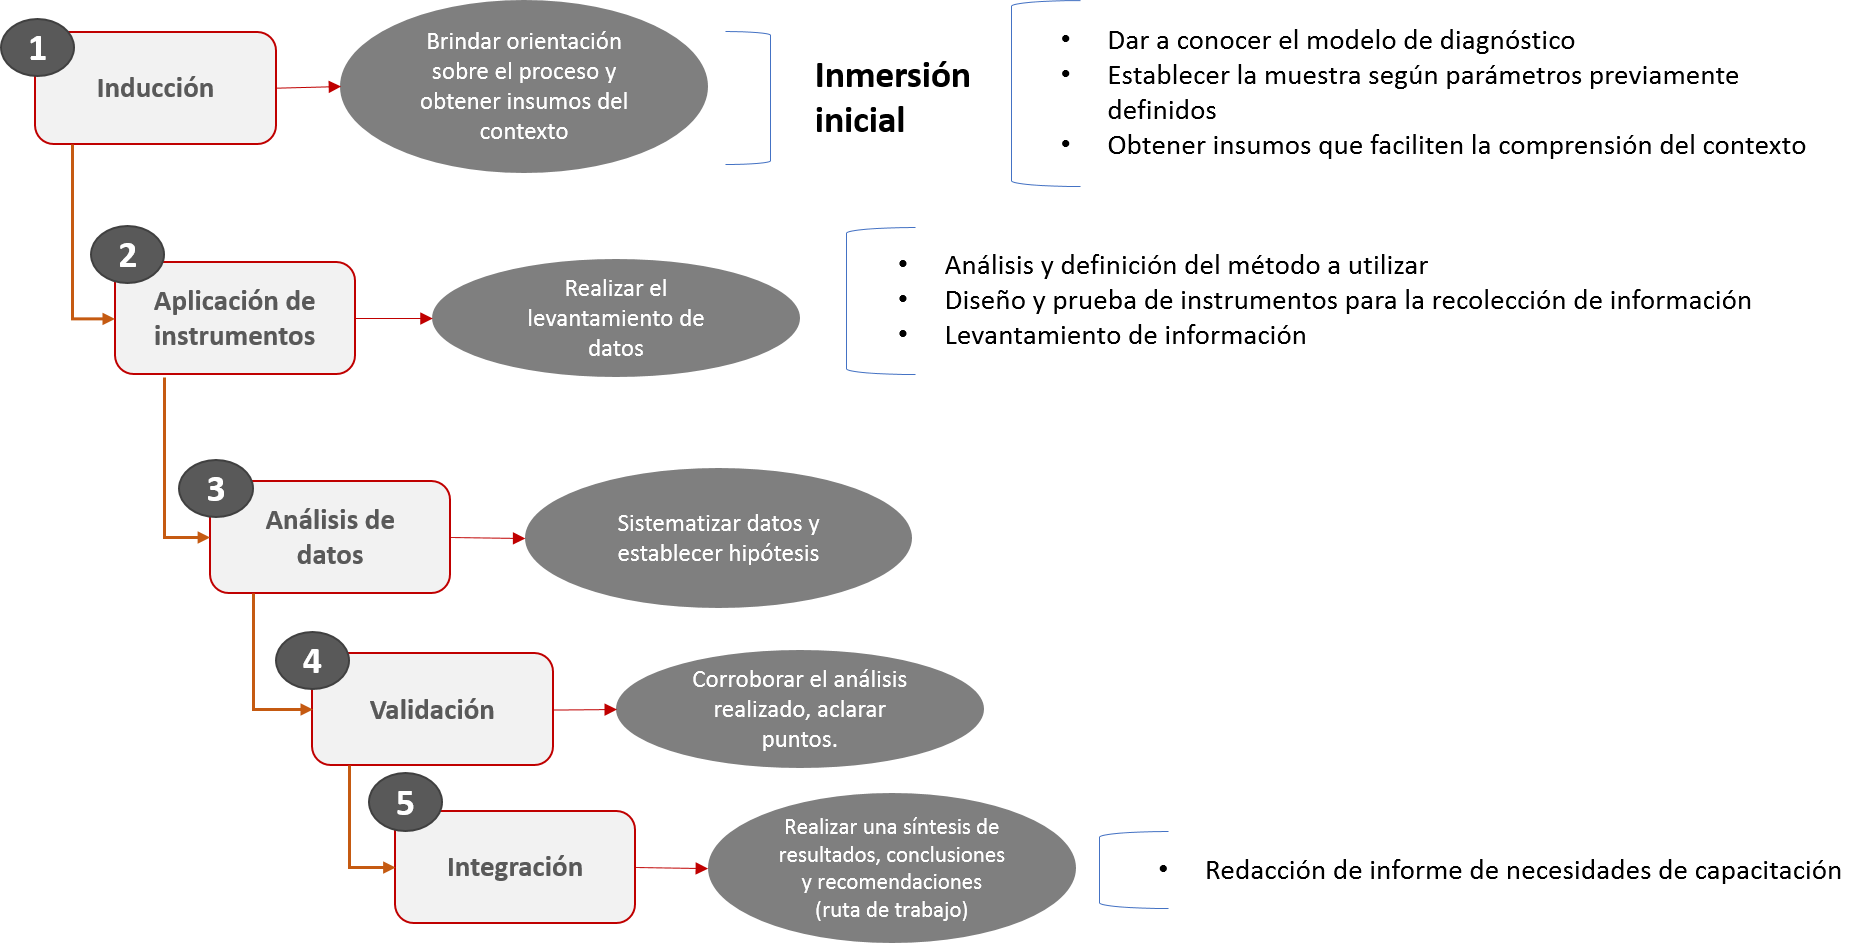 1
Inducción
Brindar orientación
sobre el proceso y
obtener insumos del
contexto
Inmersión
inicial
• Dar a conocer el modelo de diagnóstico
• Establecer la muestra según parámetros previamente
definidos
• Obtener insumos que faciliten la comprensión del contexto
2
Aplicación de
instrumentos
Realizar el
levantamiento de
datos
• Análisis y definición del método a utilizar
• Diseño y prueba de instrumentos para la recolección de información
• Levantamiento de información
3
Análisis de
datos
Sistematizar datos y
establecer hipótesis
4
Validación
Corroborar el análisis
realizado, aclarar
puntos.
5
Integración
Realizar una síntesis de
resultados, conclusiones
y recomendaciones
(ruta de trabajo)
• Redacción de informe de necesidades de capacitación